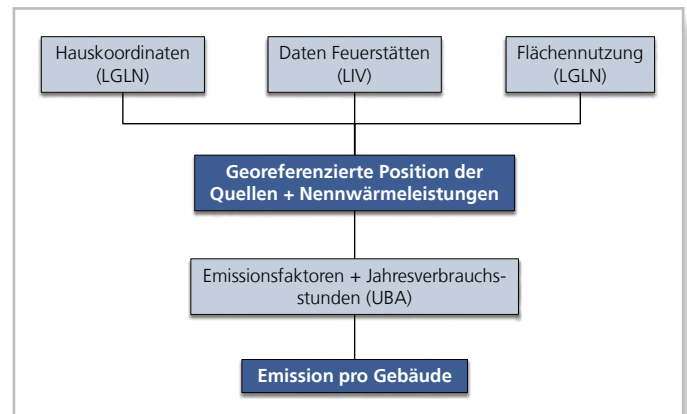 Hauskoordinaten
(LGLN)
Daten Feuerstätten
(LIV)
Flächennutzung
(LGLN)
Georeferenzierte Position der
Quellen + Nennwärmeleistungen
Emissionsfaktoren + Jahresverbrauchs-
stunden (UBA)
Emission pro Gebäude